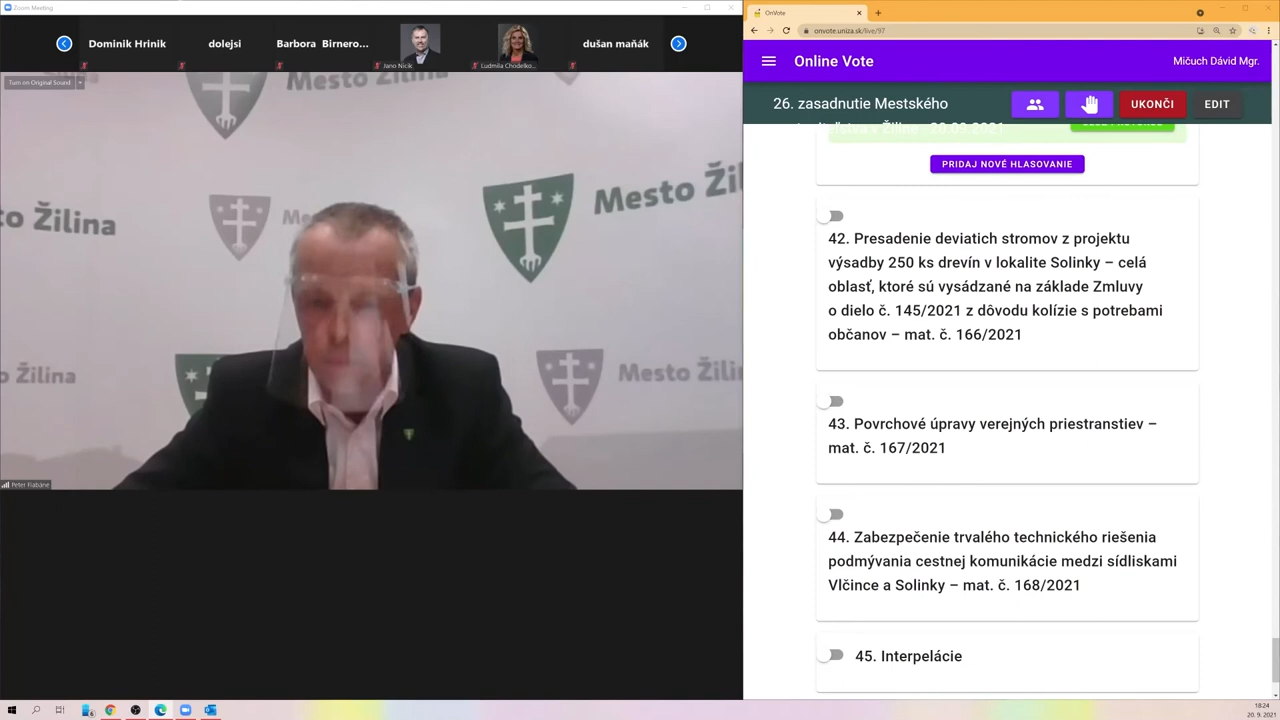 Zoom Meeting
Dominik Hrinik
dolejsi
Barbora Birnero...
Jano Nicík
Ludmila Chodelko...
dušan maňák
Turn on Original Sound
Mesto Žilina
Mesto Žilina
Mesto Žilina
Peter Fiabáne
OnVote
onvote.uniza.sk/live/97
Online Vote
Mičuch Dávid Mgr.
26. zasadnutie Mestského
v Žiline - 20.09.2021
UKONČI
EDIT
PRIDAJ NOVÉ HLASOVANIE
42. Presadenie deviatich stromov z projektu
výsadby 250 ks drevín v lokalite Solinky – celá
oblasť, ktoré sú vysádzané na základe Zmluvy
o dielo č. 145/2021 z dôvodu kolízie s potrebami
občanov – mat. č. 166/2021
43. Povrchové úpravy verejných priestranstiev –
mat. č. 167/2021
44. Zabezpečenie trvalého technického riešenia
podmývania cestnej komunikácie medzi sídliskami
Vlčince a Solinky – mat. č. 168/2021
45. Interpelácie
18:24
20. 9. 2021